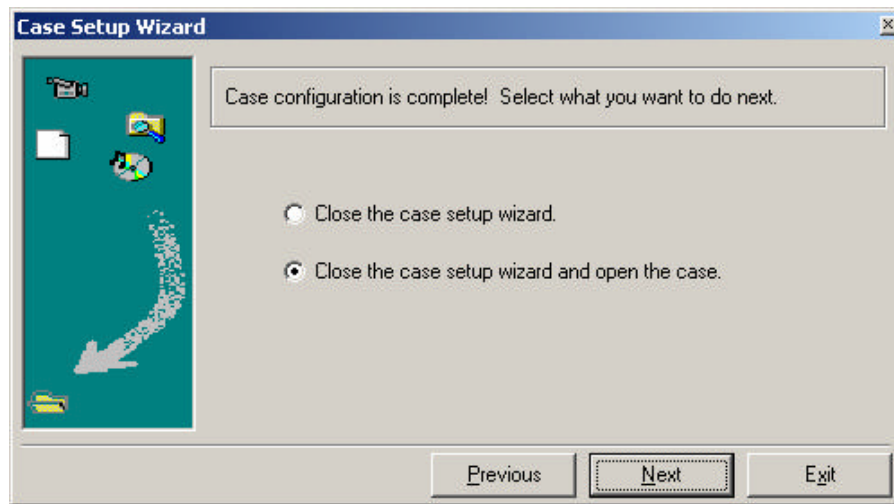 Case Setup Wizard
Case configuration is complete! Select what you want to do next.
Close the case setup wizard.
Close the case setup wizard and open the case.
Previous Next Exit